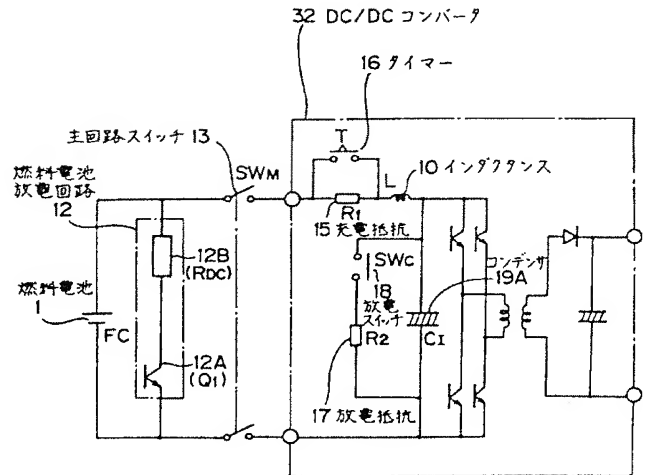 32 DC/DC コンバータ
16 タイマー
主回路スイッチ 13
SWM
T
L
10 インダクタンス
燃料電池
放電回路
12
R1
15 充電抵抗
12B
(RDC)
SWC
18
放電
スイッチ
コンデンサ
19A
燃料電池
1
FC
R2
CI
12A
(Q1)
17 放電抵抗